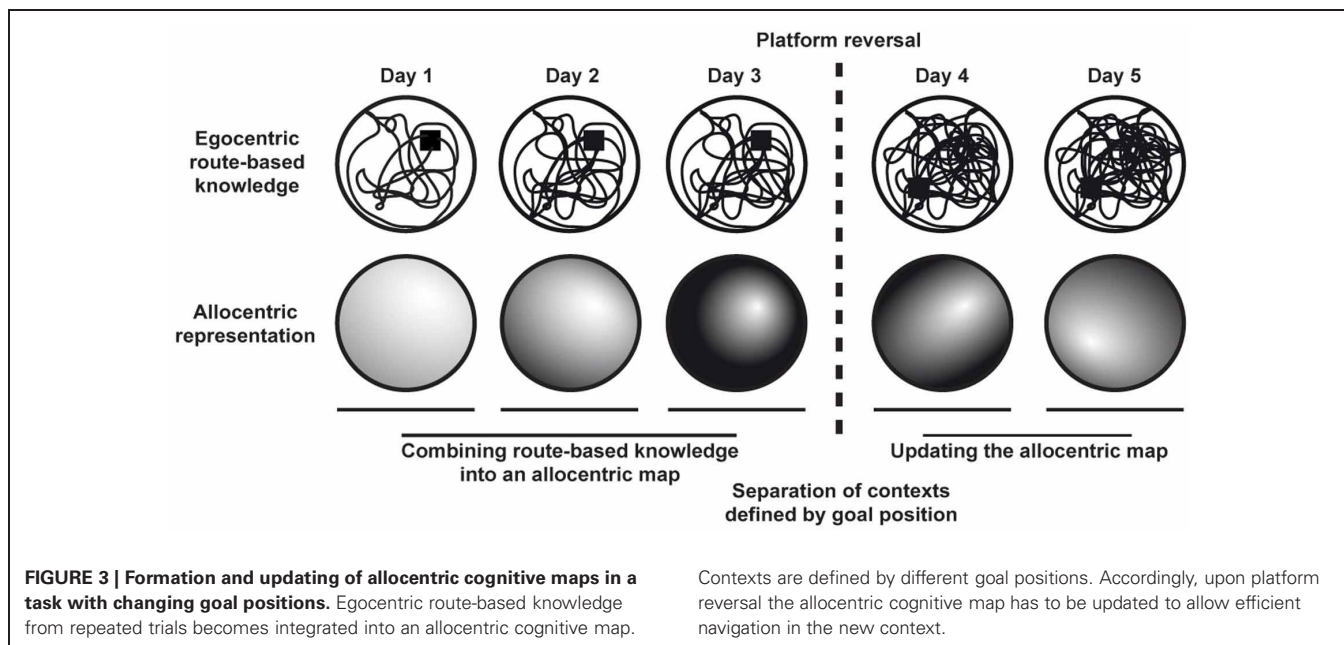 Platform reversal
Day 1 Day 2 Day 3 Day 4 Day 5
Egocentric
route-based
knowledge
Allocentric
representation
Combining route-based knowledge
into an allocentric map
Updating the allocentric map
Separation of contexts
defined by goal position
FIGURE 3 | Formation and updating of allocentric cognitive maps in a
task with changing goal positions. Egocentric route-based knowledge
from repeated trials becomes integrated into an allocentric cognitive map.
Contexts are defined by different goal positions. Accordingly, upon platform
reversal the allocentric cognitive map has to be updated to allow efficient
navigation in the new context.